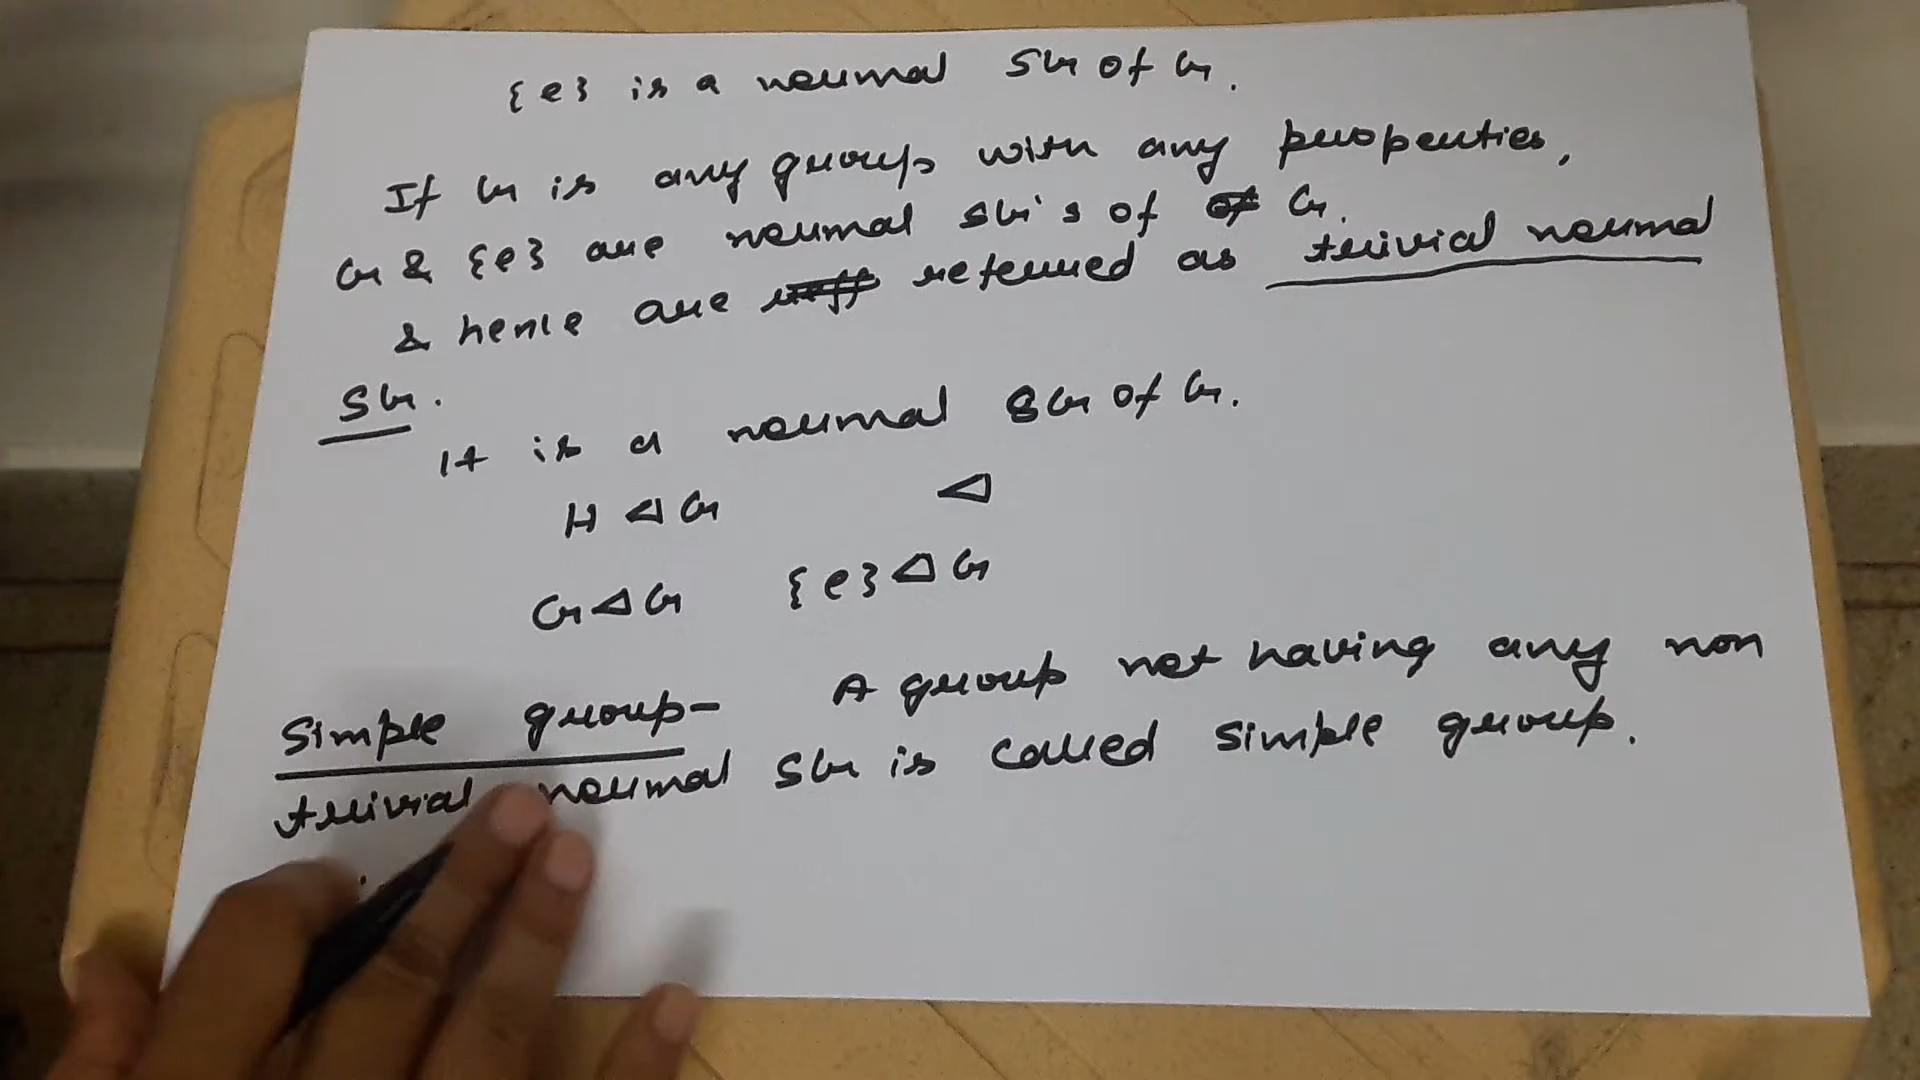 {e} is a normal SG of G.
If G is any group with any properties,
G & {e} are normal SG's of G.
& hence are referred as trivial normal
SG.
It is a normal SG of G.
H ⊲ G ⊲
G ⊲ G {e} ⊲ G
Simple group- A group not having any non
trivial normal SG is called simple group.